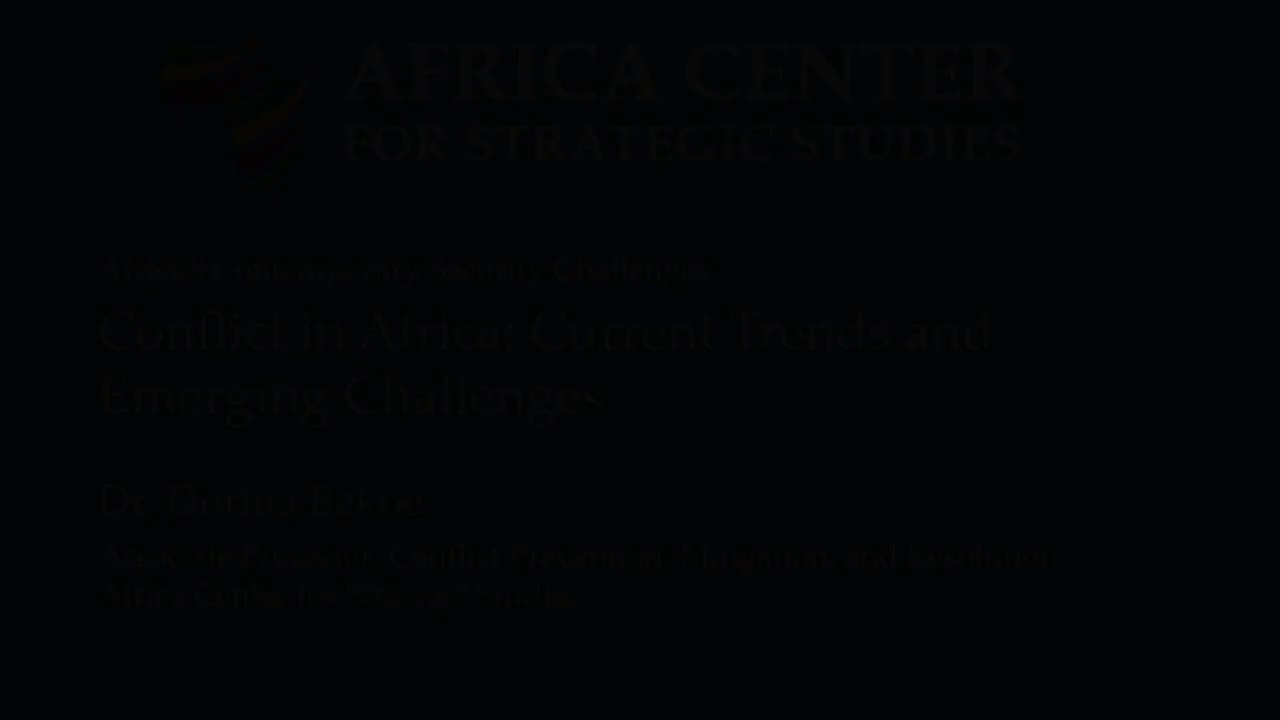 AFRICA CENTER
FOR STRATEGIC STUDIES
Africa's Contemporary Security Challenges
Conflict in Africa: Current Trends and
Emerging Challenges
Dr. Dorina Bekoe
Associate Professor, Conflict Prevention, Mitigation, and Resolution
Africa Center for Strategic Studies